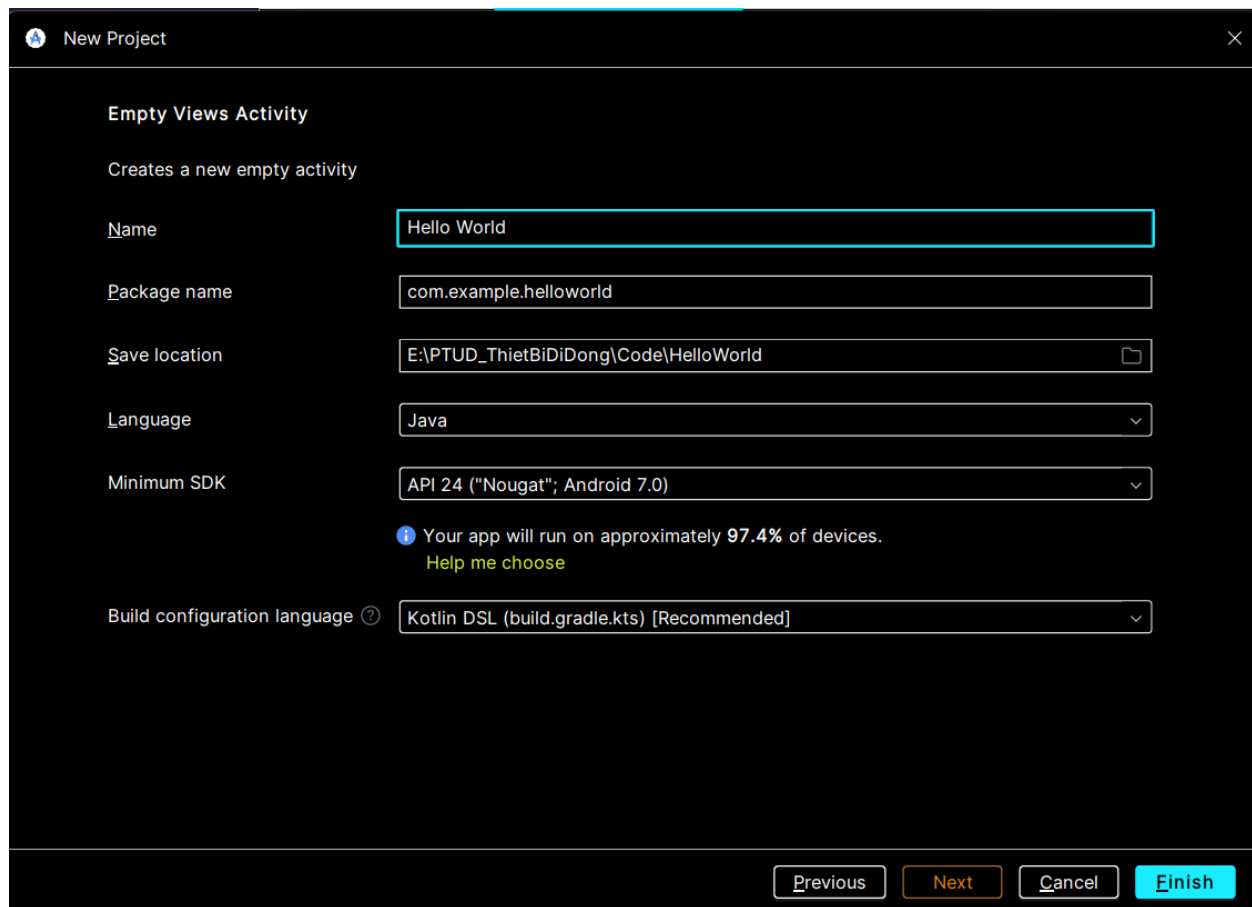 New Project
Empty Views Activity
Creates a new empty activity
Name Hello World
Package name com.example.helloworld
Save location E:\PTUD_ThietBiDiDong\Code\HelloWorld
Language Java
Minimum SDK API 24 ("Nougat"; Android 7.0)
Your app will run on approximately 97.4% of devices.
Help me choose
Build configuration language ? Kotlin DSL (build.gradle.kts) [Recommended]
Previous Next Cancel Finish